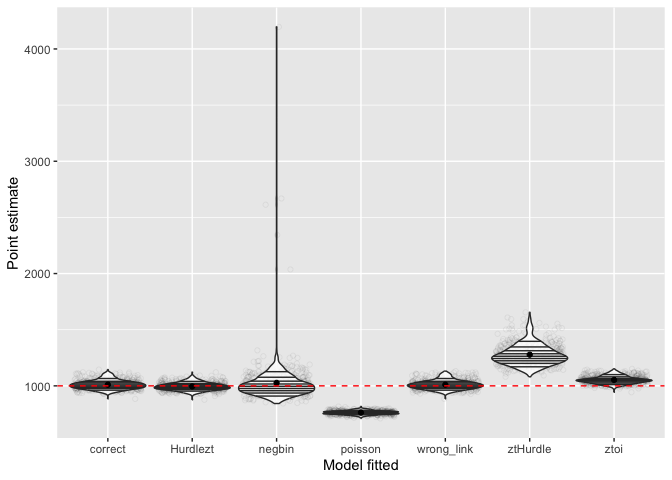 Point estimate
4000
3000
2000
1000
correct Hurdlezt negbin poisson wrong_link ztHurdle ztoi
Model fitted